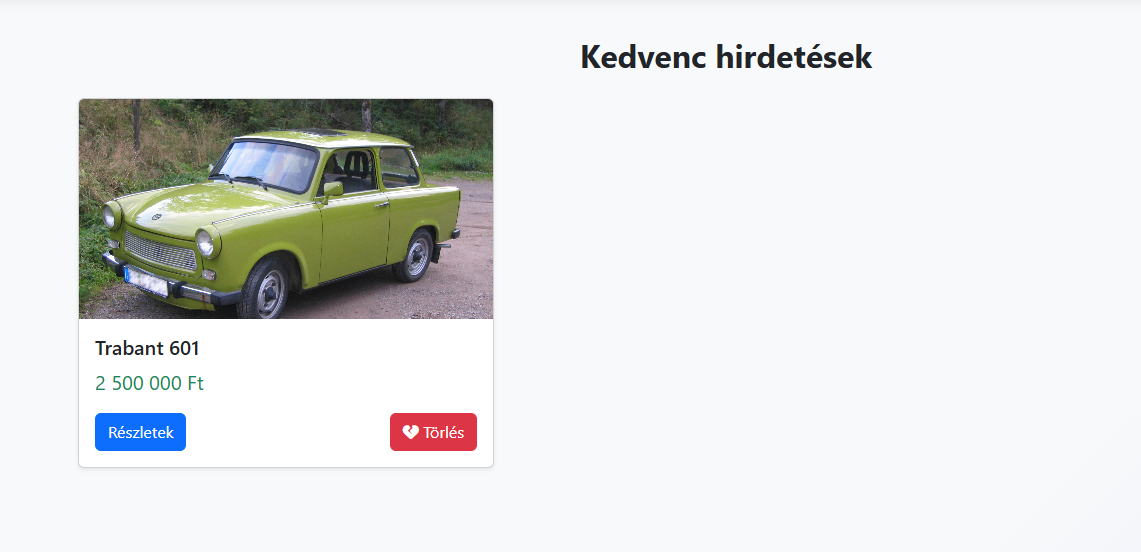 Kedvenc hirdetések
Trabant 601
2 500 000 Ft
Részletek
Törlés